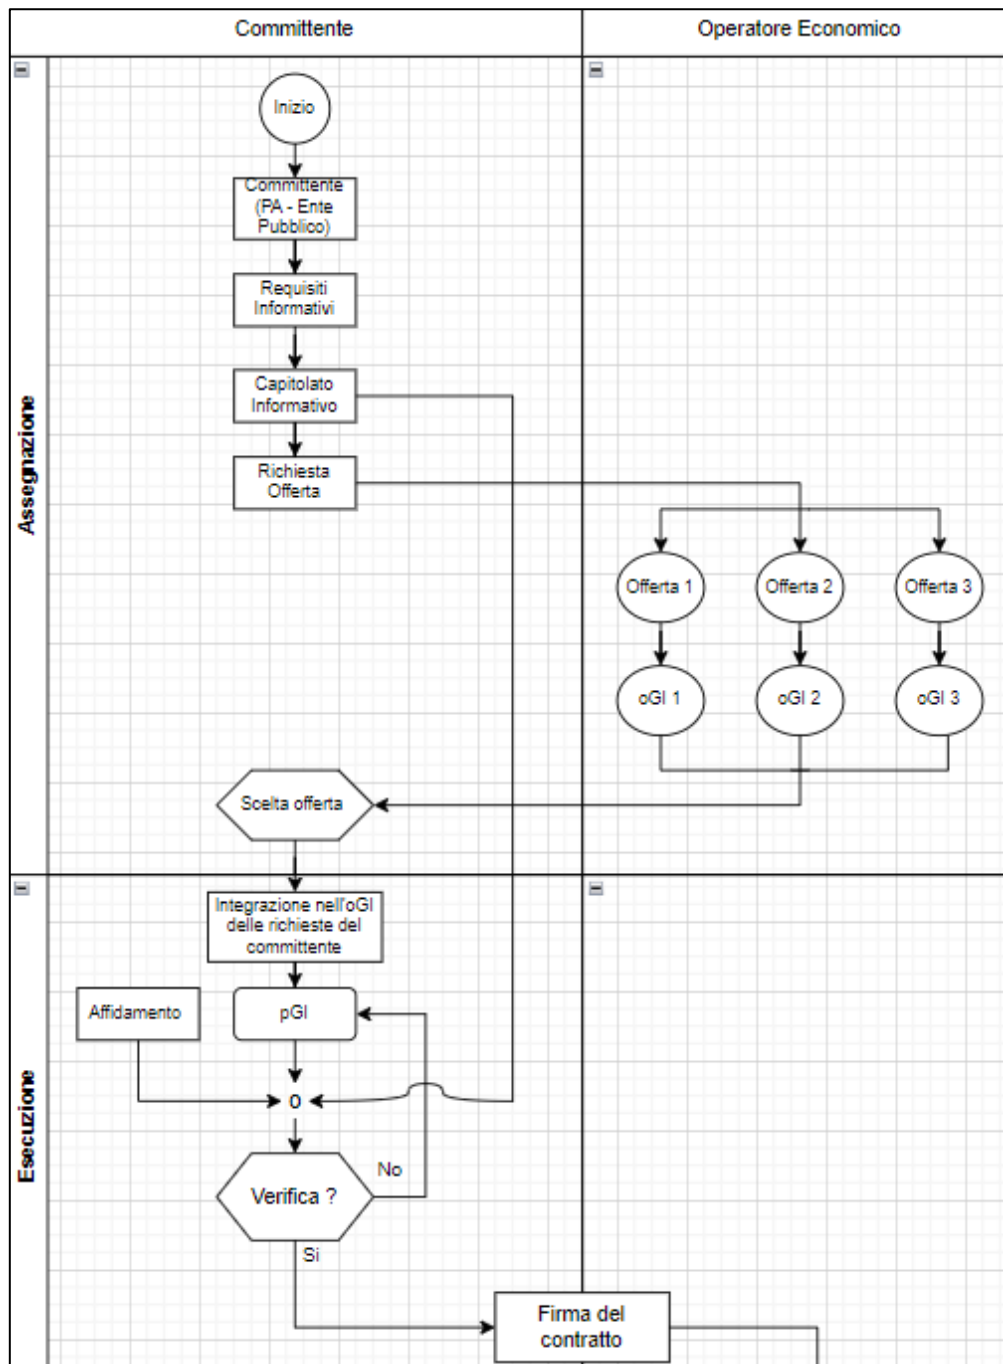 Committente
Operatore Economico
Assegnazione
Inizio
Committente
(PA - Ente
Pubblico)
Requisiti
Informativi
Capitolato
Informativo
Richiesta
Offerta
Offerta 1
Offerta 2
Offerta 3
oGI 1
oGI 2
oGI 3
Scelta offerta
Esecuzione
Integrazione nell'oGI
delle richieste del
committente
Affidamento
pGI
0
No
Verifica ?
Si
Firma del
contratto